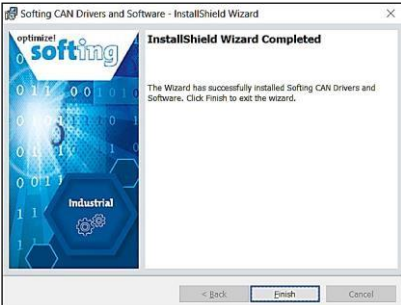 Softing CAN Drivers and Software - InstallShield Wizard
optimize!
softing
InstallShield Wizard Completed
The Wizard has successfully installed Softing CAN Drivers and
Software. Click Finish to exit the wizard.
Industrial
< Back
Finish
Cancel